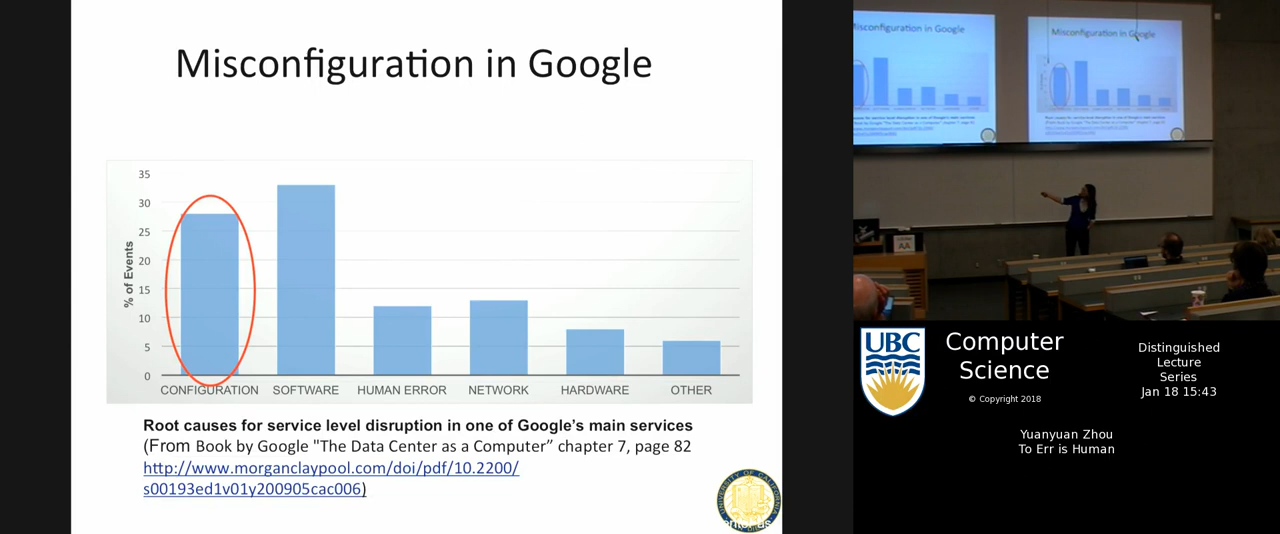 Misconfiguration in Google
35
30
25
20
15
10
5
0
% of Events
CONFIGURATION SOFTWARE HUMAN ERROR NETWORK HARDWARE OTHER
Root causes for service level disruption in one of Google's main services
(From Book by Google "The Data Center as a Computer” chapter 7, page 82
http://www.morganclaypool.com/doi/pdf/10.2200/
s00193ed1v01y200905cac006)
Misconfiguration in Google
Misconfiguration in Google
AA
UBC
Computer
Science
© Copyright 2018
Distinguished
Lecture
Series
Jan 18 15:43
Yuanyuan Zhou
To Err is Human